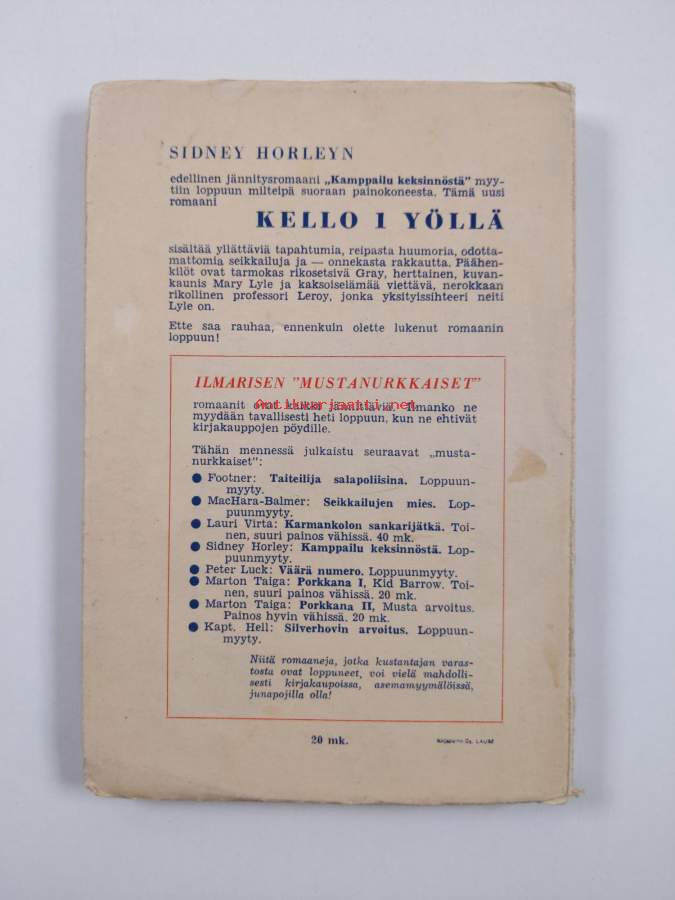 SIDNEY HORLEYN
edellinen jännitysromaani „Kamppailu keksinnöstä” myy-
tiin loppuun miltelpä suoraan painokoneesta. Tämä uusi
romaani
KELLO 1 YÖLLÄ
sisältää yllättäviä tapahtumia, reipasta huumoria, odotta-
mattomia seikkailuja ja — onnekasta rakkautta. Päähen-
kilöt ovat tarmokas rikosetsivä Gray, herttainen, kuvan-
kaunis Mary Lyle ja kaksoiselämää viettävä, nerokkaan
rikollinen professori Leroy, jonka yksityissihteeri neiti
Lyle on.
Ette saa rauhaa, ennenkuin olette lukenut romaanin
loppuun!
ILMARISEN "MUSTANURKKAISET"
Antikvariaatti.net
romaanit ovat kaikki jännittäviä. Ilmanko ne
myydään tavallisesti heti loppuun, kun ne ehtivät
kirjakauppojen pöydille.
Tähän mennessä julkaistu seuraavat „musta-
nurkkaiset”:
● Footner: Taiteilija salapoliisina. Loppuun-
myyty.
● MacHara-Balmer: Seikkailujen mies. Lop-
puunmyyty.
● Lauri Virta: Karmankolon sankarijätkä. Toi-
nen, suuri painos vähissä. 40 mk.
● Sidney Horley: Kamppailu keksinnöstä. Lop-
puunmyyty.
● Peter Luck: Väärä numero. Loppuunmyyty.
● Marton Taiga: Porkkana I, Kid Barrow. Toi-
nen, suuri painos vähissä. 20 mk.
● Marton Taiga: Porkkana II, Musta arvoitus.
Painos hyvin vähissä. 20 mk.
● Kapt. Hell: Silverhovin arvoitus. Loppuun-
myyty.
Niitä romaaneja, jotka kustantajan varas-
tosta ovat loppuneet, voi vielä mahdolli-
sesti kirjakaupoissa, asemamyymälöissä,
junapojilla olla!
20 mk.